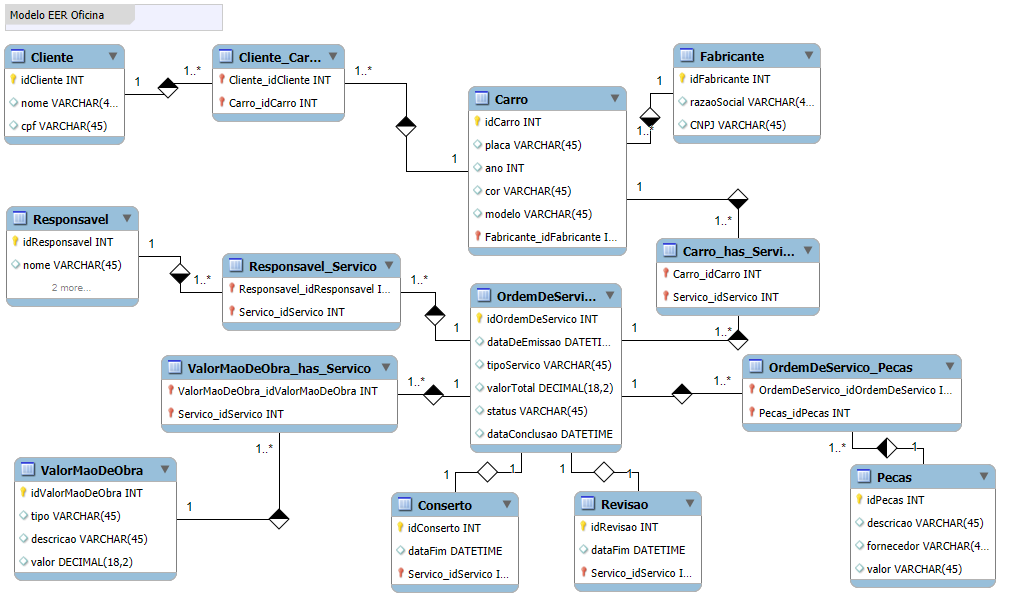 Modelo EER Oficina
Cliente
idCliente INT
nome VARCHAR(4...
cpf VARCHAR(45)
1
1..*
Cliente_Car...
Cliente_idCliente INT
Carro_idCarro INT
1..*
1
Carro
idCarro INT
placa VARCHAR(45)
ano INT
cor VARCHAR(45)
modelo VARCHAR(45)
Fabricante_idFabricante I...
1
1..*
Fabricante
idFabricante INT
razaoSocial VARCHAR(4...
CNPJ VARCHAR(45)
1
1..*
Carro_has_Servi...
Carro_idCarro INT
Servico_idServico INT
1
1..*
Responsavel
idResponsavel INT
nome VARCHAR(45)
2 more...
1
1..*
Responsavel_Servico
Responsavel_idResponsavel I...
Servico_idServico INT
1..*
1
OrdemDeServi...
idOrdemDeServico INT
dataDeEmissao DATETI...
tipoServico VARCHAR(45)
valorTotal DECIMAL(18,2)
status VARCHAR(45)
dataConclusao DATETIME
ValorMaoDeObra_has_Servico
ValorMaoDeObra_idValorMaoDeObra INT
Servico_idServico INT
1..*
1
1..*
1
ValorMaoDeObra
idValorMaoDeObra INT
tipo VARCHAR(45)
descricao VARCHAR(45)
valor DECIMAL(18,2)
1
1..*
OrdemDeServico_Pecas
OrdemDeServico_idOrdemDeServico I...
Pecas_idPecas INT
1..*
1
Pecas
idPecas INT
descricao VARCHAR(45)
fornecedor VARCHAR(4...
valor VARCHAR(45)
1
1
Conserto
idConserto INT
dataFim DATETIME
Servico_idServico I...
1
1
Revisao
idRevisao INT
dataFim DATETIME
Servico_idServico I...